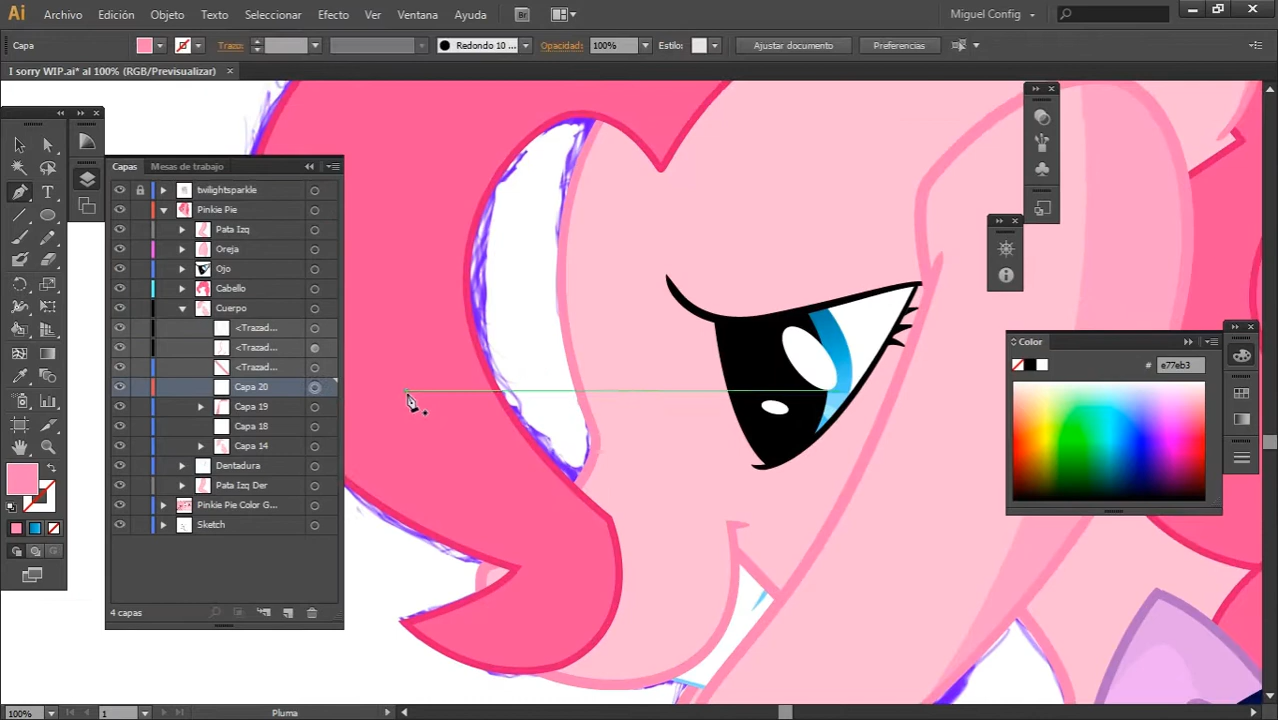 Ai Archivo Edición Objeto Texto Seleccionar Efecto Ver Ventana Ayuda Br Miguel Config
Capa Trazo: Redondo 10 ... Opacidad: 100% Estilo: Ajustar documento Preferencias
I sorry WIP.ai* al 100% (RGB/Previsualizar) ×
Capas Mesas de trabajo
twilightsparkle
Pinkie Pie
Pata Izq
Oreja
Ojo
Cabello
Cuerpo
<Trazad...
<Trazad...
<Trazad...
Capa 20
Capa 19
Capa 18
Capa 14
Dentadura
Pata Izq Der
Pinkie Pie Color G...
Sketch
4 capas
Color
# e77eb3
100% 1 Pluma